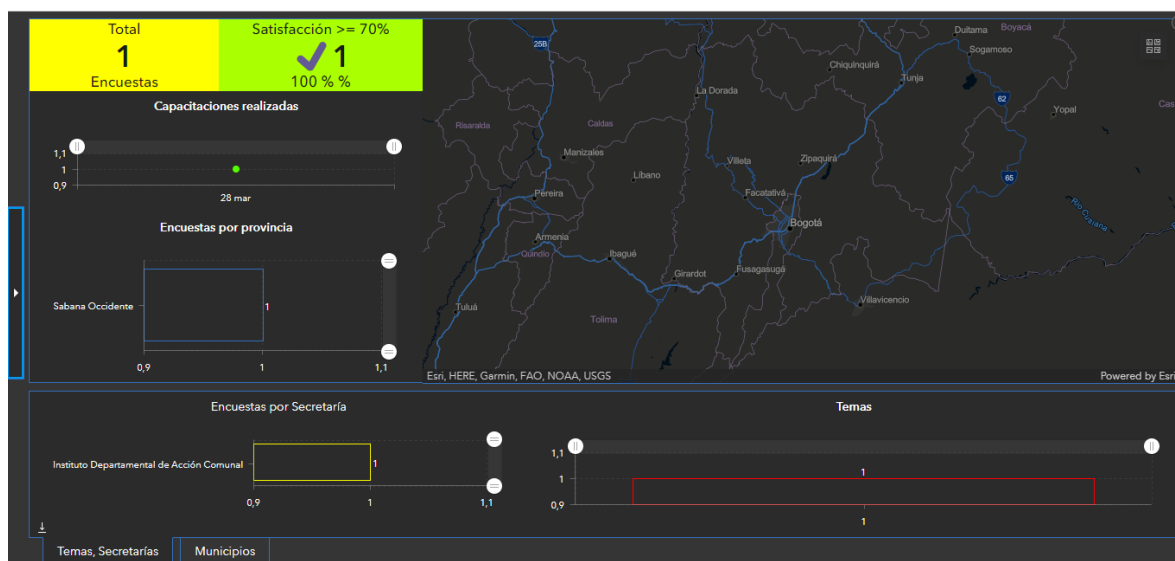 Total
1
Encuestas
Satisfacción >= 70%
1
100 % %
Capacitaciones realizadas
1,1
1
0,9
28 mar
Encuestas por provincia
Sabana Occidente
1
0,9
1
1,1
25B
Duitama
Boyacá
Sogamoso
Chiquinquirá
Tunja
La Dorada
62
Yopal
Cas
Risaralda
Caldas
Manizales
Villeta
Zipaquirá
Líbano
65
Pereira
Facatativá
Bogotá
Armenia
Quindío
Ibagué
Fusagasugá
Girardot
Villavicencio
Tuluá
Tolima
Esri, HERE, Garmin, FAO, NOAA, USGS
Powered by Esri
Encuestas por Secretaría
Instituto Departamental de Acción Comunal
1
0,9
1
1,1
Temas
1,1
1
0,9
1
1
Temas, Secretarías
Municipios